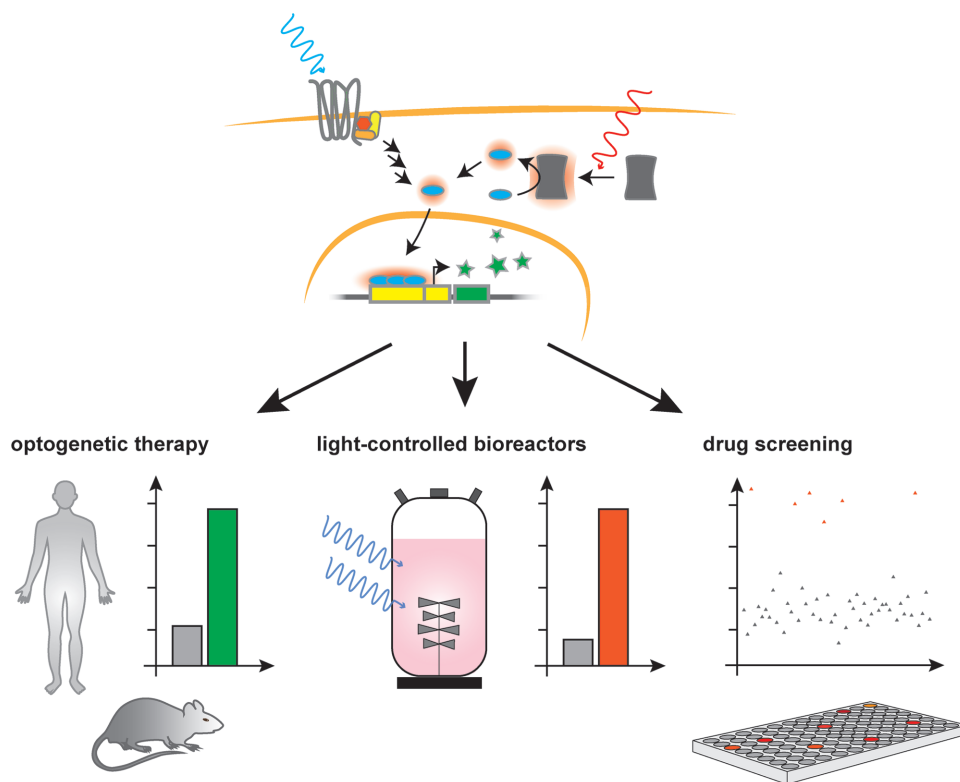 optogenetic therapy
light-controlled bioreactors
drug screening